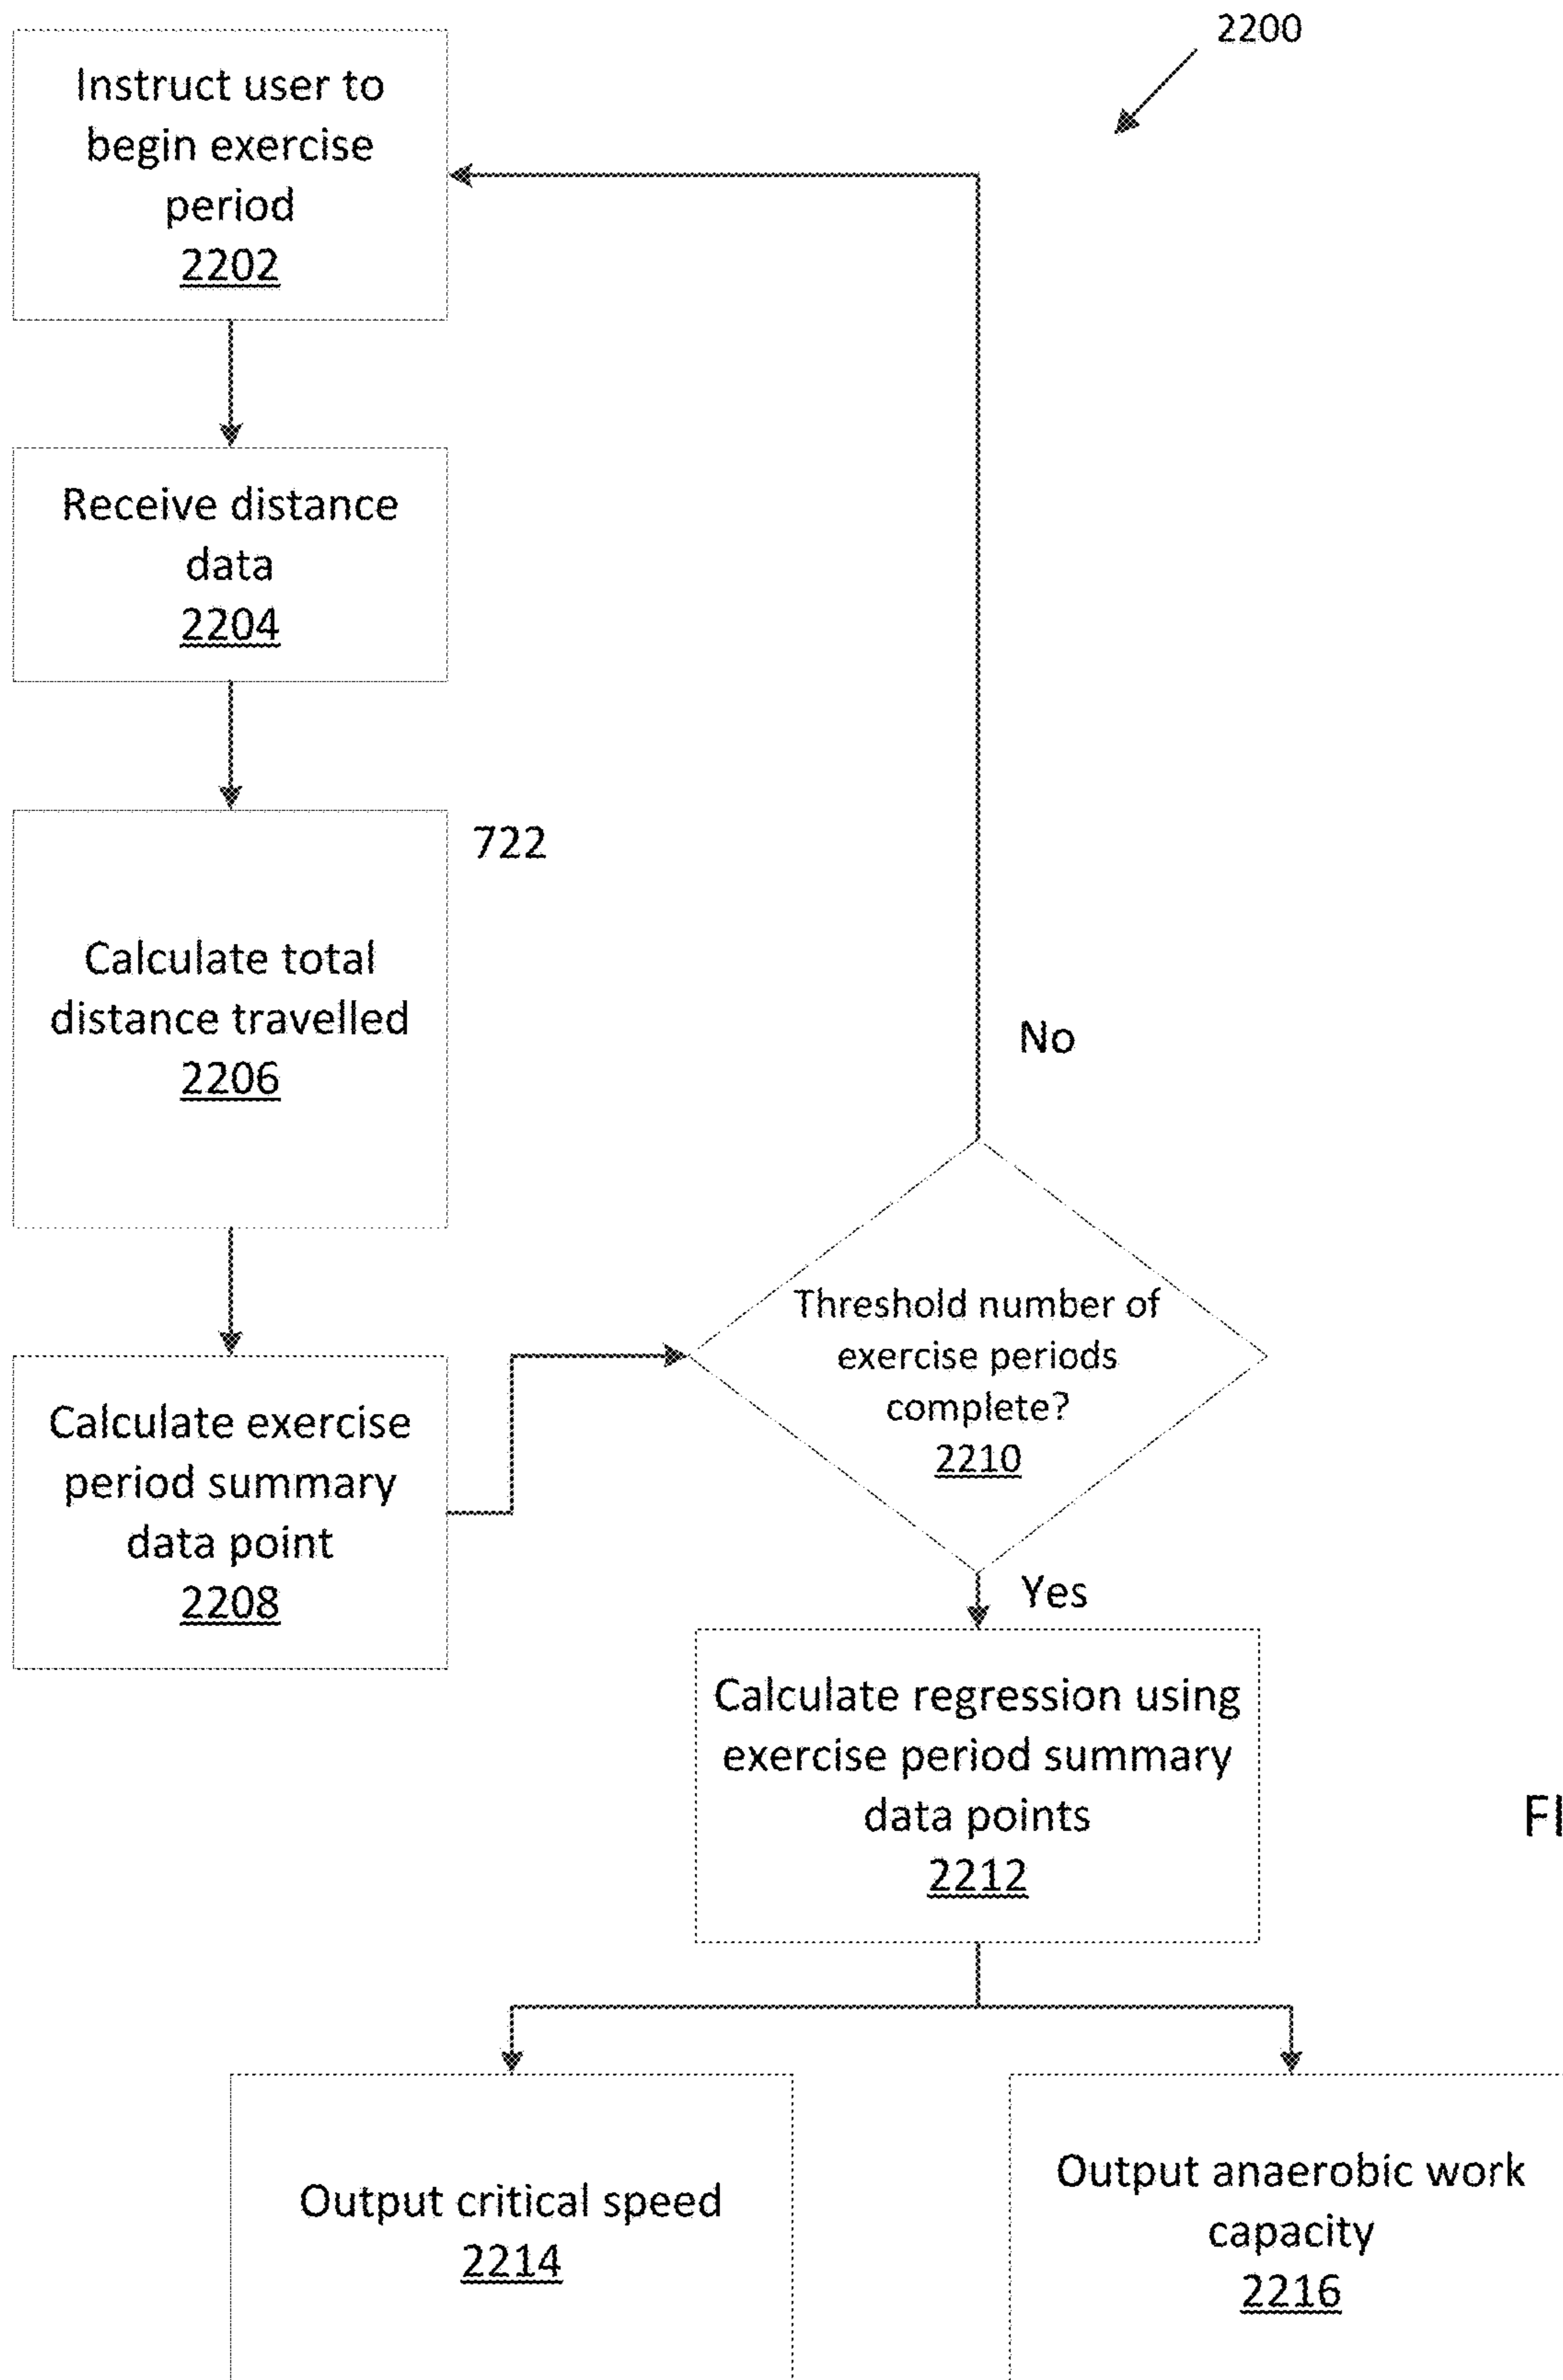 2200
Instruct user to
begin exercise
period
2202
Receive distance
data
2204
722
Calculate total
distance travelled
2206
No
Threshold number of
exercise periods
complete?
2210
Calculate exercise
period summary
data point
2208
Yes
Calculate regression using
exercise period summary
data points
2212
FI
Output critical speed
2214
Output anaerobic work
capacity
2216